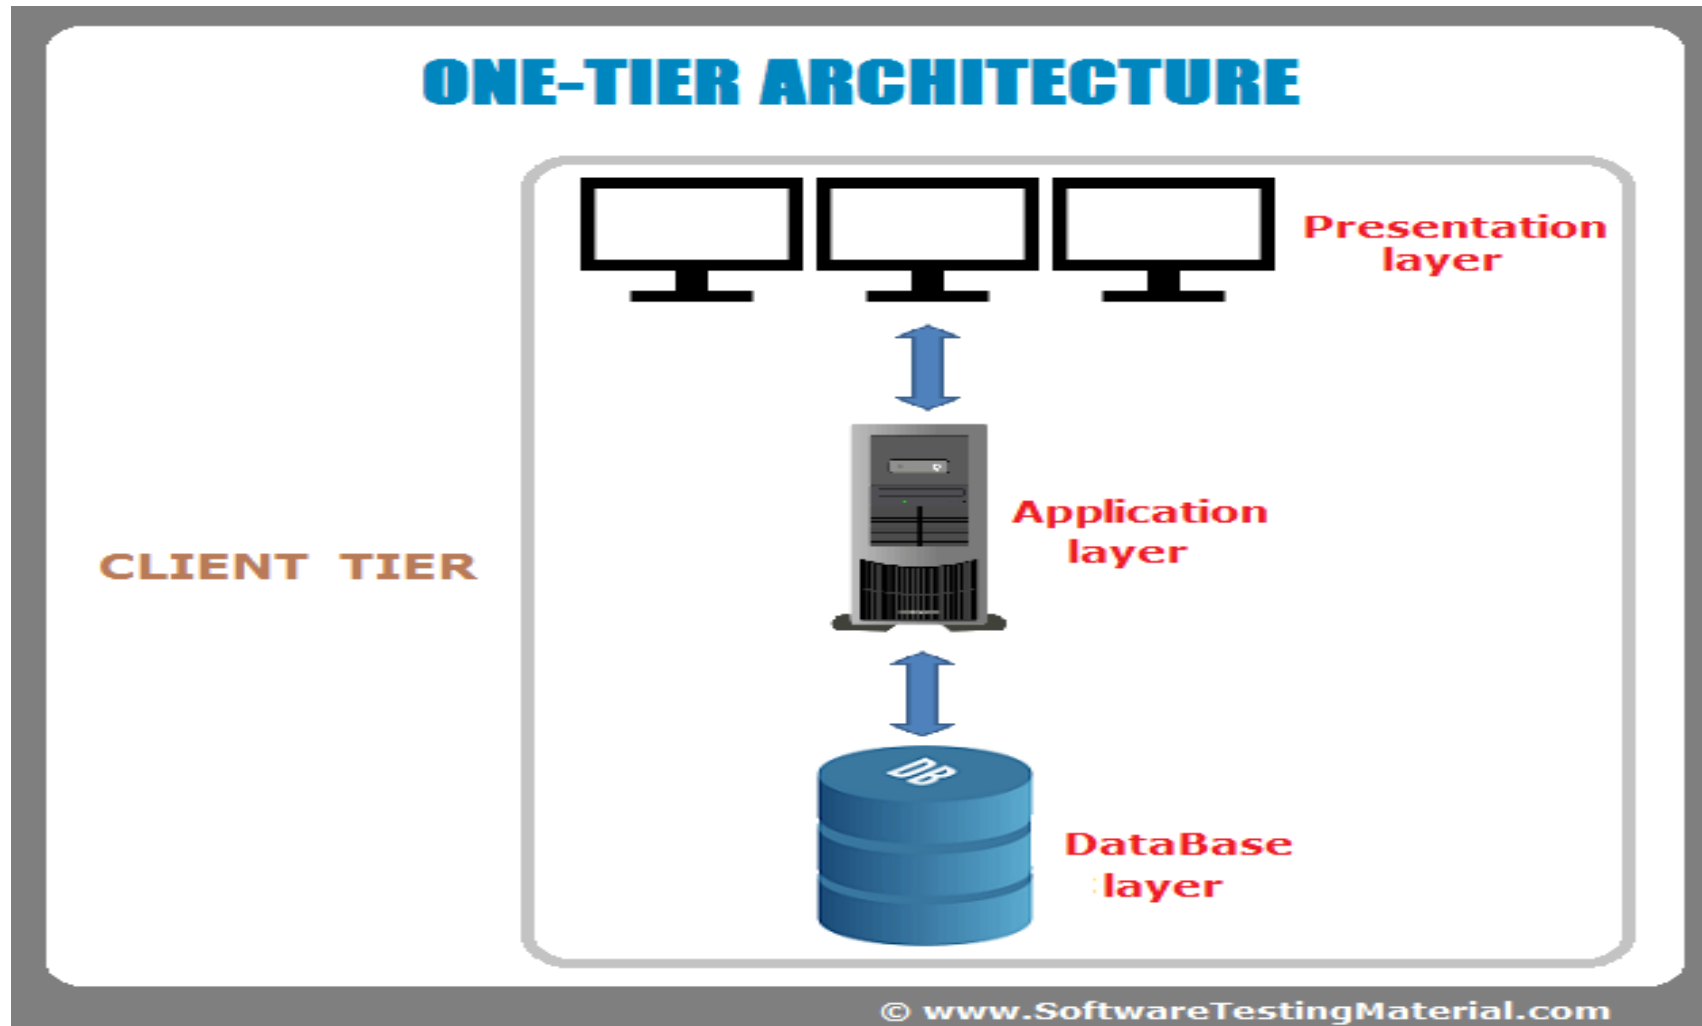 ONE-TIER ARCHITECTURE
Presentation
layer
Application
layer
CLIENT TIER
DB
DataBase
layer
© www.SoftwareTestingMaterial.com